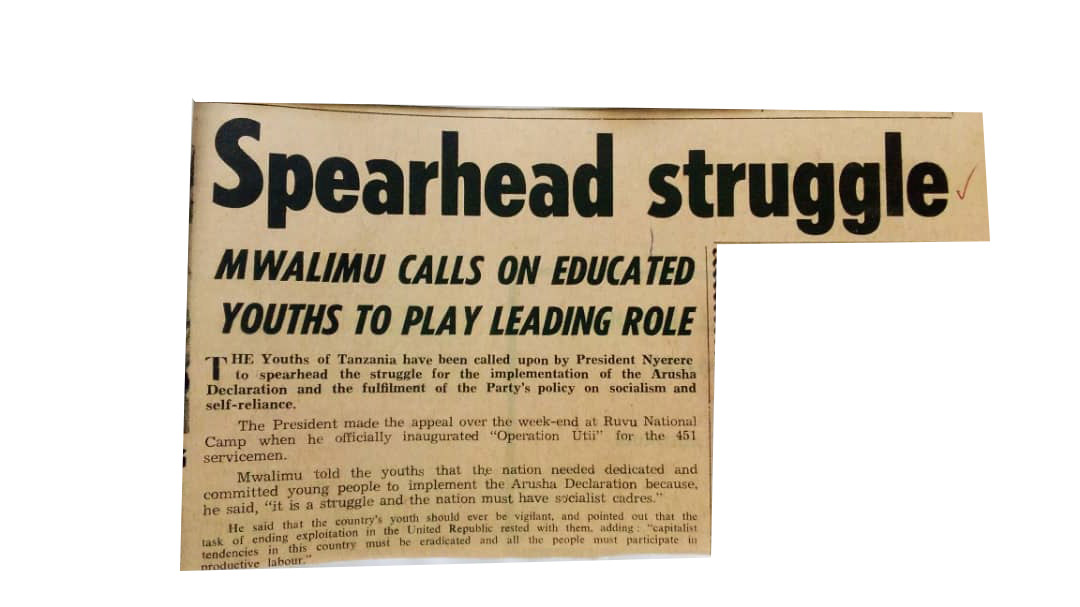 Spearhead struggle
MWALIMU CALLS ON EDUCATED
YOUTHS TO PLAY LEADING ROLE
THE Youths of Tanzania have been called upon by President Nyerere
to spearhead the struggle for the implementation of the Arusha
Declaration and the fulfilment of the Party's policy on socialism and
self-reliance.
The President made the appeal over the week-end at Ruvu National
Camp when he officially inaugurated "Operation Utii" for the 451
servicemen.
Mwalimu told the youths that the nation needed dedicated and
committed young people to implement the Arusha Declaration because,
he said, "it is a struggle and the nation must have socialist cadres."
He said that the country's youth should ever be vigilant, and pointed out that the
task of ending exploitation in the United Republic rested with them, adding: "capitalist
tendencies in this country must be eradicated and all the people must participate in
productive labour."